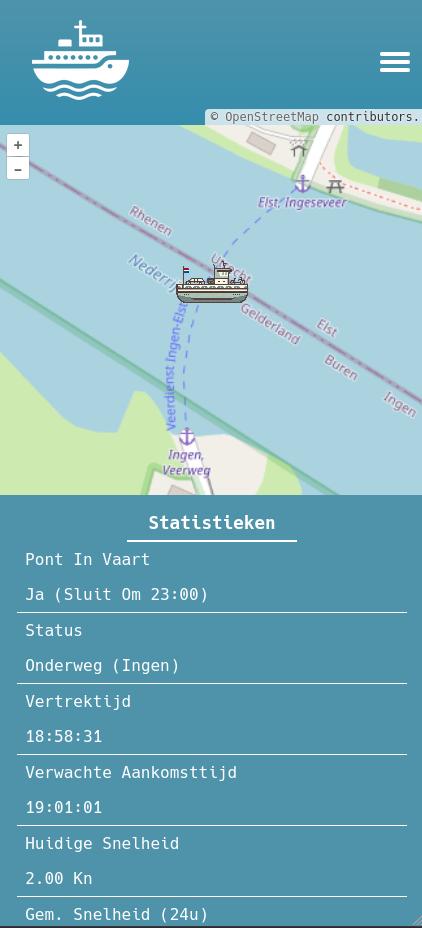 © OpenStreetMap contributors.
+
–
Elst, Ingeseveer
Rhenen
Utrecht
Gelderland
Elst
Buren
Ingen
Veerdienst Ingen-Elst
Ingen,
Veerweg
Statistieken
Pont In Vaart
Ja (Sluit Om 23:00)
Status
Onderweg (Ingen)
Vertrektijd
18:58:31
Verwachte Aankomsttijd
19:01:01
Huidige Snelheid
2.00 Kn
Gem. Snelheid (24u)